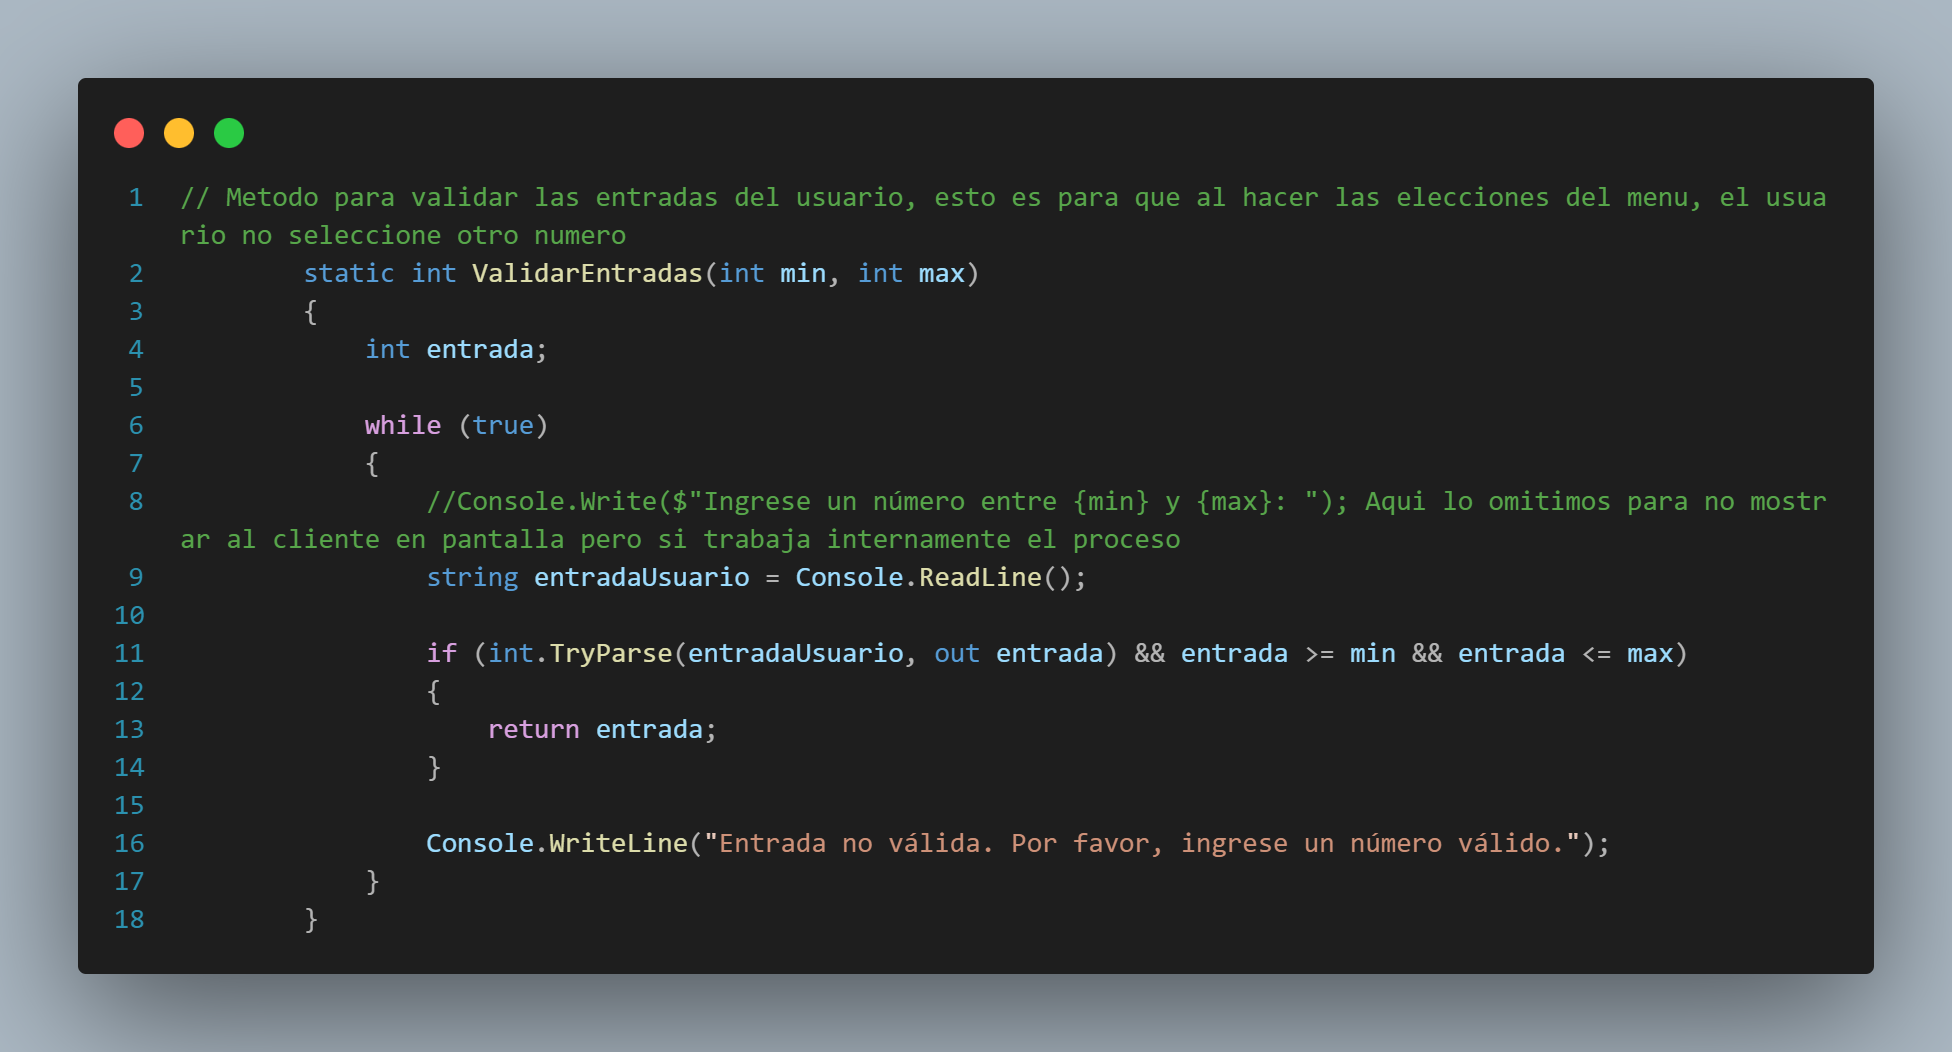 1 // Metodo para validar las entradas del usuario, esto es para que al hacer las elecciones del menu, el usua
rio no seleccione otro numero
2 static int ValidarEntradas(int min, int max)
3 {
4 int entrada;
5
6 while (true)
7 {
8 //Console.Write($"Ingrese un número entre {min} y {max}: "); Aqui lo omitimos para no mostr
ar al cliente en pantalla pero si trabaja internamente el proceso
9 string entradaUsuario = Console.ReadLine();
10
11 if (int.TryParse(entradaUsuario, out entrada) && entrada >= min && entrada <= max)
12 {
13 return entrada;
14 }
15
16 Console.WriteLine("Entrada no válida. Por favor, ingrese un número válido.");
17 }
18 }